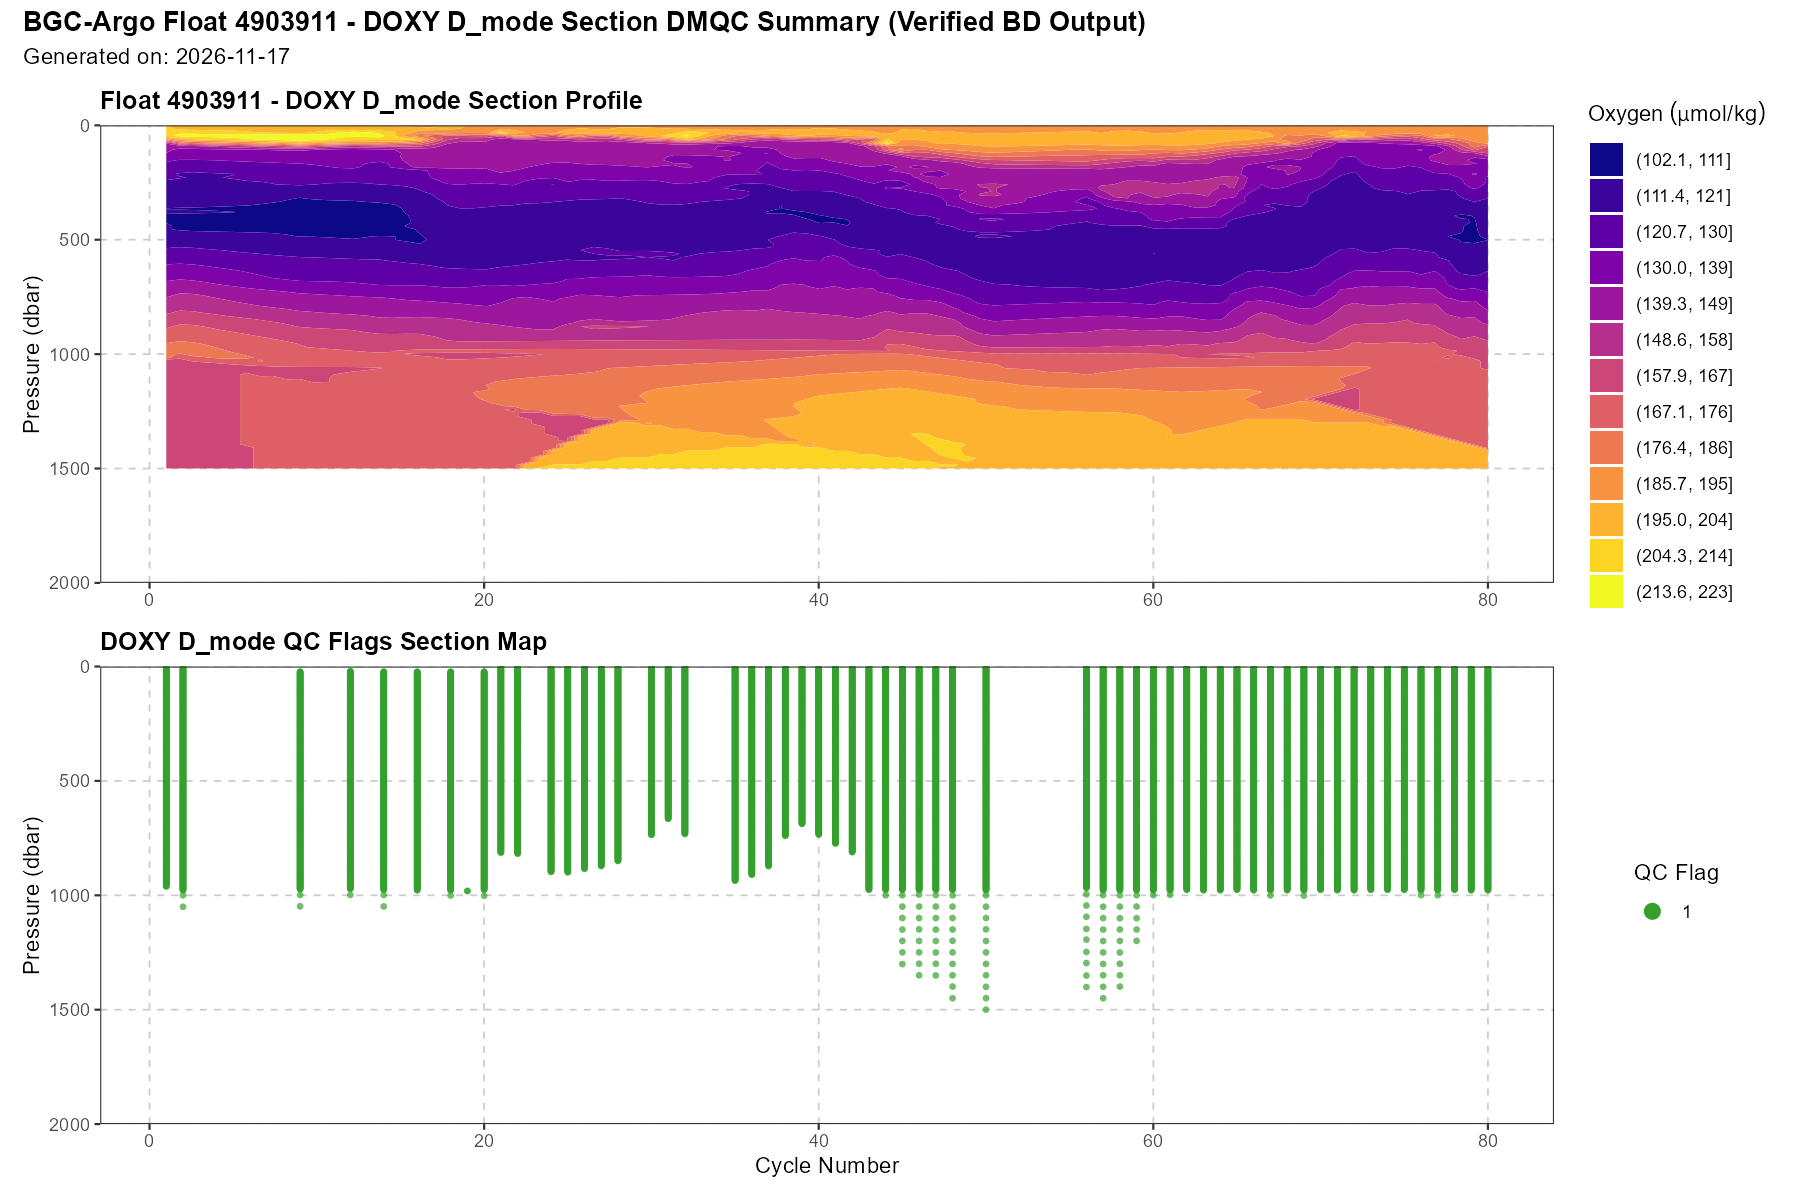 BGC-Argo Float 4903911 - DOXY D_mode Section DMQC Summary (Verified BD Output)
Generated on: 2026-11-17
Float 4903911 - DOXY D_mode Section Profile
Pressure (dbar)
0
500
1000
1500
2000
0 20 40 60 80
Oxygen (μmol/kg)
(102.1, 111]
(111.4, 121]
(120.7, 130]
(130.0, 139]
(139.3, 149]
(148.6, 158]
(157.9, 167]
(167.1, 176]
(176.4, 186]
(185.7, 195]
(195.0, 204]
(204.3, 214]
(213.6, 223]
DOXY D_mode QC Flags Section Map
Pressure (dbar)
0
500
1000
1500
2000
0 20 40 60 80
Cycle Number
QC Flag
1